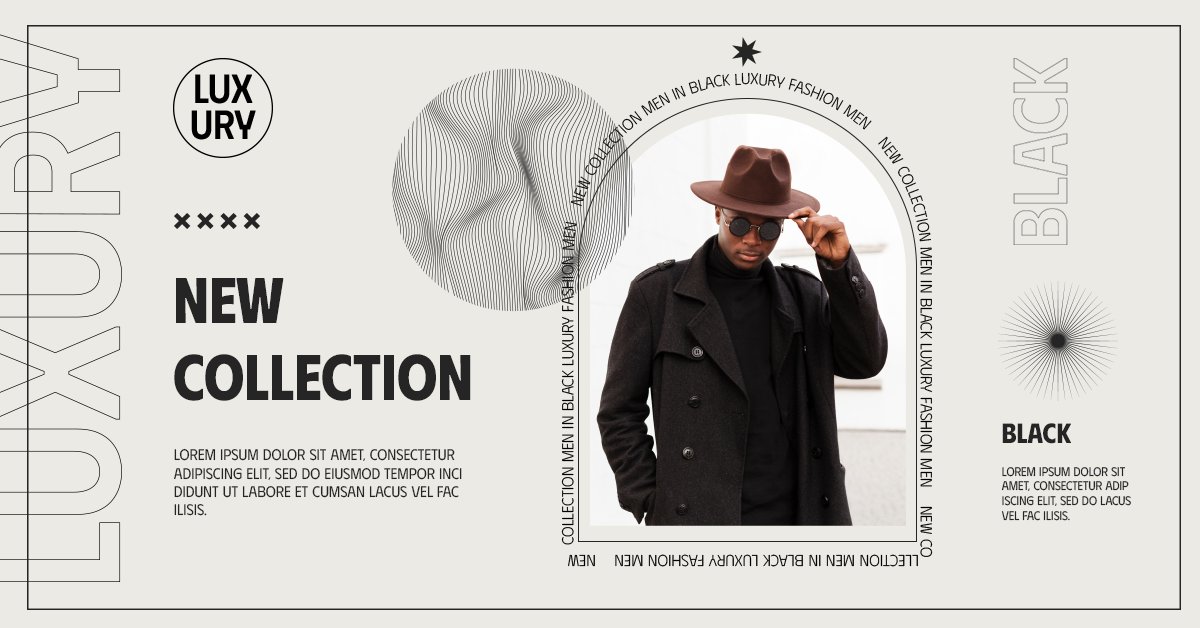 LUXURY
LUX
URY
NEW
COLLECTION
LOREM IPSUM DOLOR SIT AMET, CONSECTETUR
ADIPISCING ELIT, SED DO EIUSMOD TEMPOR INCI
DIDUNT UT LABORE ET CUMSAN LACUS VEL FAC
ILISIS.
NEW COLLECTION MEN IN BLACK LUXURY FASHION MEN
NEW COLLECTION MEN IN BLACK LUXURY FASHION MEN
NEW COLLECTION MEN IN BLACK LUXURY FASHION MEN
NEW COLLECTION MEN IN BLACK LUXURY FASHION MEN
BLACK
BLACK
LOREM IPSUM DOLOR SIT
AMET, CONSECTETUR ADIP
ISCING ELIT, SED DO LACUS
VEL FAC ILISIS.